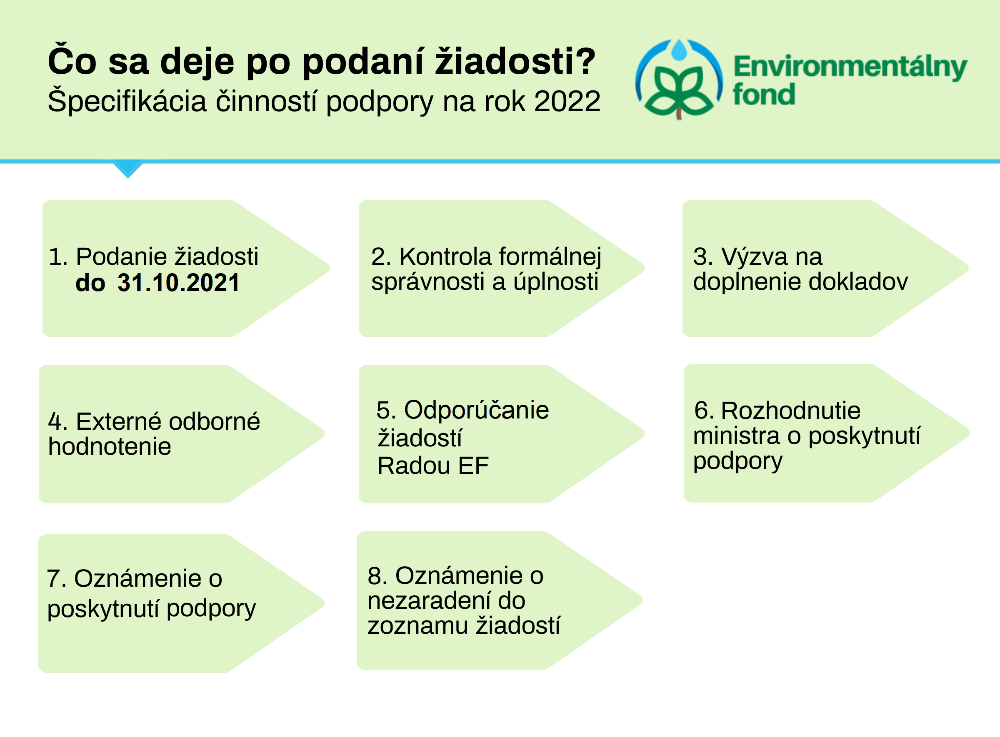 Čo sa deje po podaní žiadosti?
Špecifikácia činností podpory na rok 2022
Environmentálny
fond
1. Podanie žiadosti
do 31.10.2021
2. Kontrola formálnej
správnosti a úplnosti
3. Výzva na
doplnenie dokladov
4. Externé odborné
hodnotenie
5. Odporúčanie
žiadostí
Radou EF
6. Rozhodnutie
ministra o poskytnutí
podpory
7. Oznámenie o
poskytnutí podpory
8. Oznámenie o
nezaradení do
zoznamu žiadostí